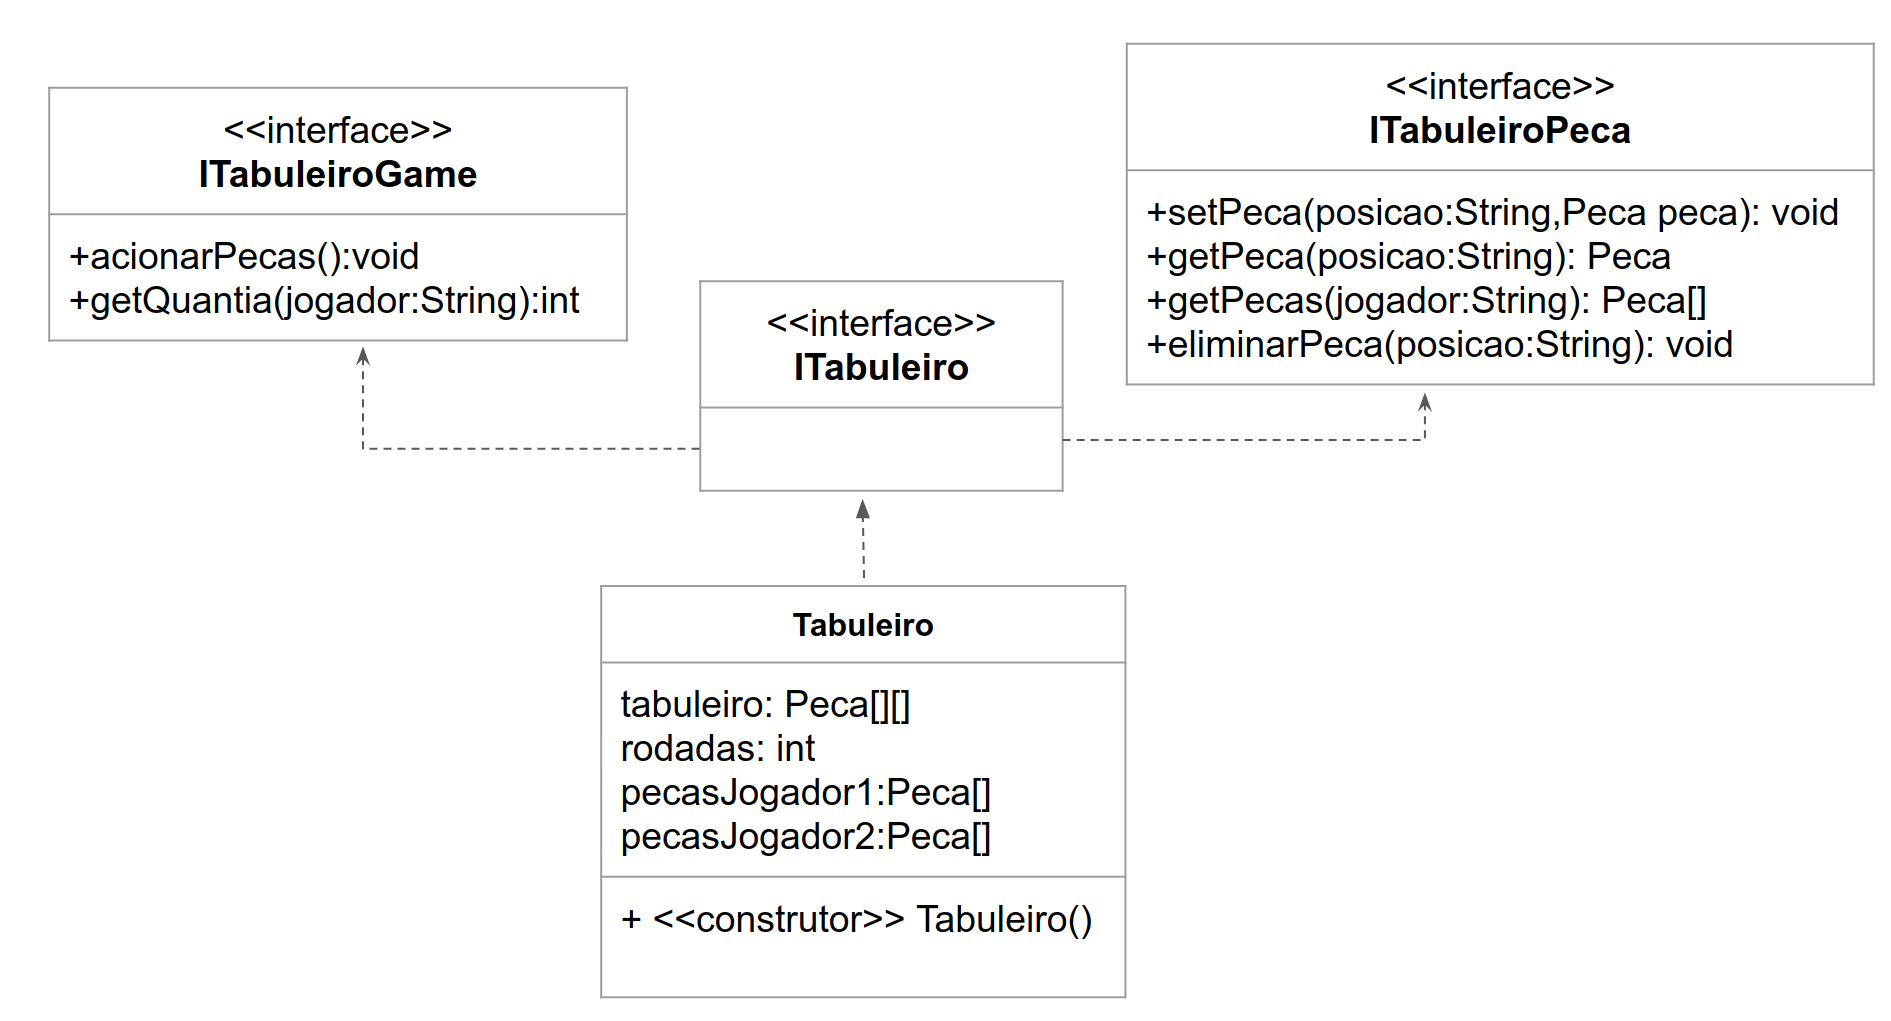 <<interface>>
ITabuleiroGame
+acionarPecas():void
+getQuantia(jogador:String):int
<<interface>>
ITabuleiro
<<interface>>
ITabuleiroPeca
+setPeca(posicao:String,Peca peca): void
+getPeca(posicao:String): Peca
+getPecas(jogador:String): Peca[]
+eliminarPeca(posicao:String): void
Tabuleiro
tabuleiro: Peca[][]
rodadas: int
pecasJogador1:Peca[]
pecasJogador2:Peca[]
+ <<construtor>> Tabuleiro()